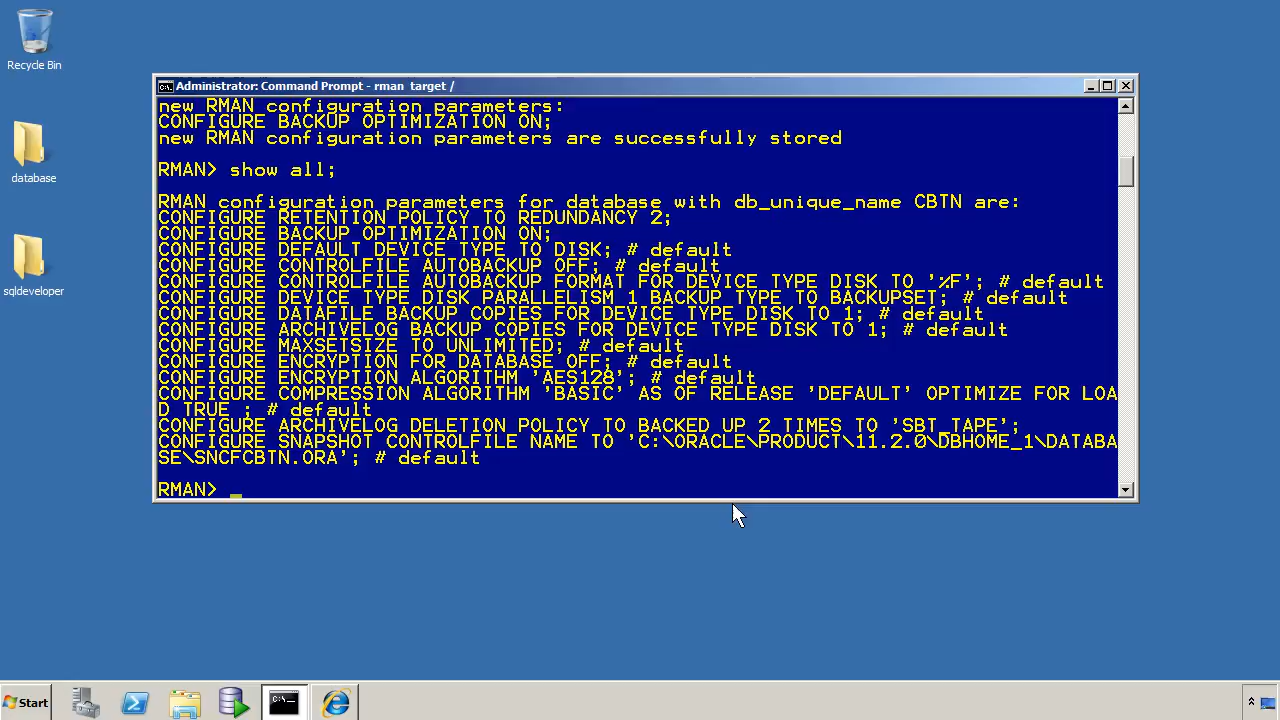 Recycle Bin
database
sqldeveloper
Administrator: Command Prompt - rman target /
new RMAN configuration parameters:
CONFIGURE BACKUP OPTIMIZATION ON;
new RMAN configuration parameters are successfully stored
RMAN> show all;
RMAN configuration parameters for database with db_unique_name CBTN are:
CONFIGURE RETENTION POLICY TO REDUNDANCY 2;
CONFIGURE BACKUP OPTIMIZATION ON;
CONFIGURE DEFAULT DEVICE TYPE TO DISK; # default
CONFIGURE CONTROLFILE AUTOBACKUP OFF; # default
CONFIGURE CONTROLFILE AUTOBACKUP FORMAT FOR DEVICE TYPE DISK TO '%F'; # default
CONFIGURE DEVICE TYPE DISK PARALLELISM 1 BACKUP TYPE TO BACKUPSET; # default
CONFIGURE DATAFILE BACKUP COPIES FOR DEVICE TYPE DISK TO 1; # default
CONFIGURE ARCHIVELOG BACKUP COPIES FOR DEVICE TYPE DISK TO 1; # default
CONFIGURE MAXSETSIZE TO UNLIMITED; # default
CONFIGURE ENCRYPTION FOR DATABASE OFF; # default
CONFIGURE ENCRYPTION ALGORITHM 'AES128'; # default
CONFIGURE COMPRESSION ALGORITHM 'BASIC' AS OF RELEASE 'DEFAULT' OPTIMIZE FOR LOA
D TRUE ; # default
CONFIGURE ARCHIVELOG DELETION POLICY TO BACKED UP 2 TIMES TO 'SBT_TAPE';
CONFIGURE SNAPSHOT CONTROLFILE NAME TO 'C:\ORACLE\PRODUCT\11.2.0\DBHOME_1\DATABA
SE\SNCFCBTN.ORA'; # default
RMAN>
Start